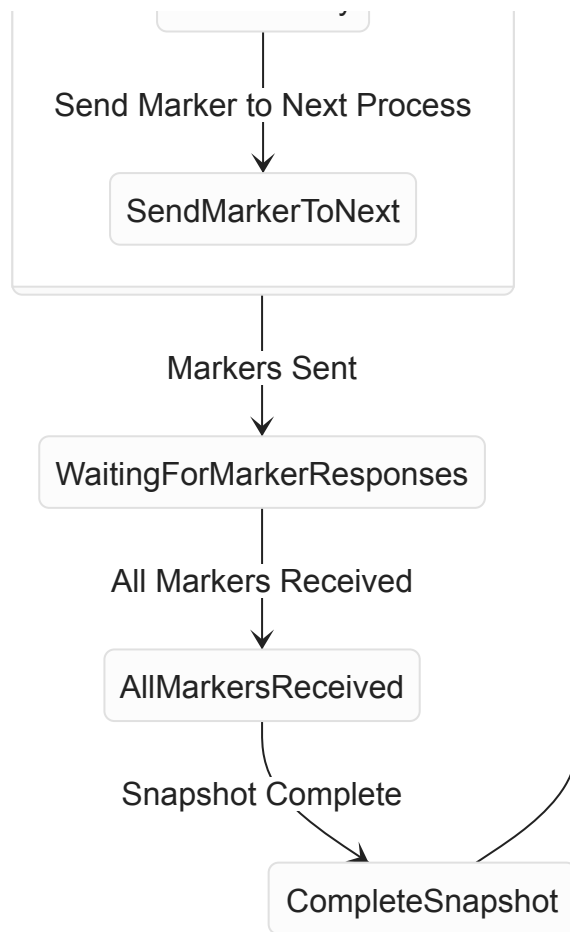 Send Marker to Next Process
SendMarkerToNext
Markers Sent
WaitingForMarkerResponses
All Markers Received
AllMarkersReceived
Snapshot Complete
CompleteSnapshot